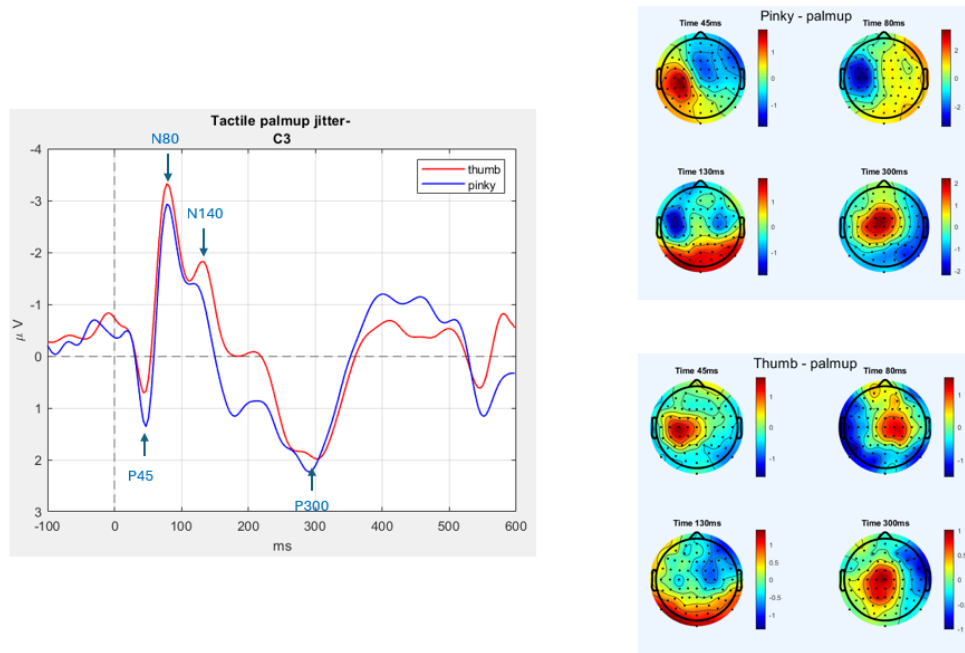 Tactile palmup jitter-
C3
N80
N140
P45
P300
thumb
pinky
-4
-3
-2
-1
0
1
2
3
μ V
-100
0
100
200
300
400
500
600
ms
Pinky - palmup
Time 45ms
1
0
-1
Time 80ms
2
0
-2
Time 130ms
1
0
-1
Time 300ms
2
1
0
-1
-2
Thumb - palmup
Time 45ms
1
0
-1
Time 80ms
1
0.5
0
-0.5
-1
Time 130ms
1
0.5
0
-0.5
-1
Time 300ms
1
0.5
0
-0.5
-1